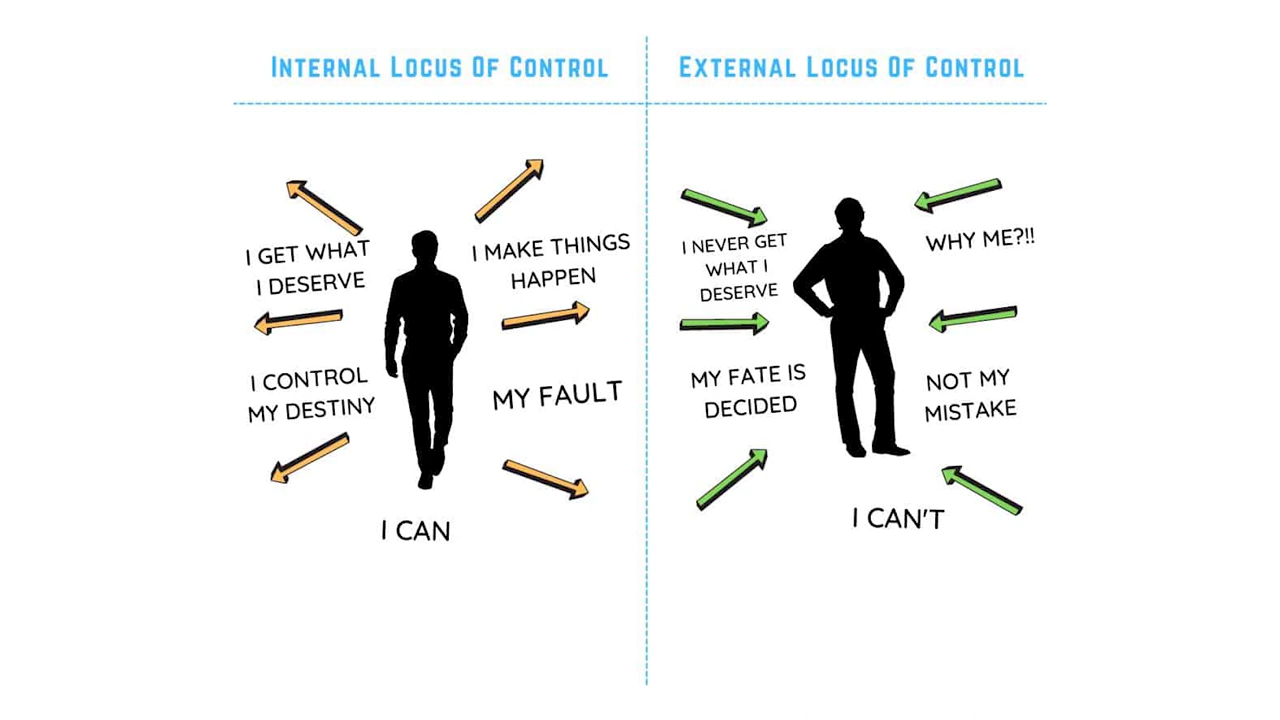 INTERNAL LOCUS OF CONTROL
I GET WHAT
I DESERVE
I MAKE THINGS
HAPPEN
I CONTROL
MY DESTINY
MY FAULT
I CAN
EXTERNAL LOCUS OF CONTROL
I NEVER GET
WHAT I
DESERVE
WHY ME?!!
MY FATE IS
DECIDED
NOT MY
MISTAKE
I CAN'T